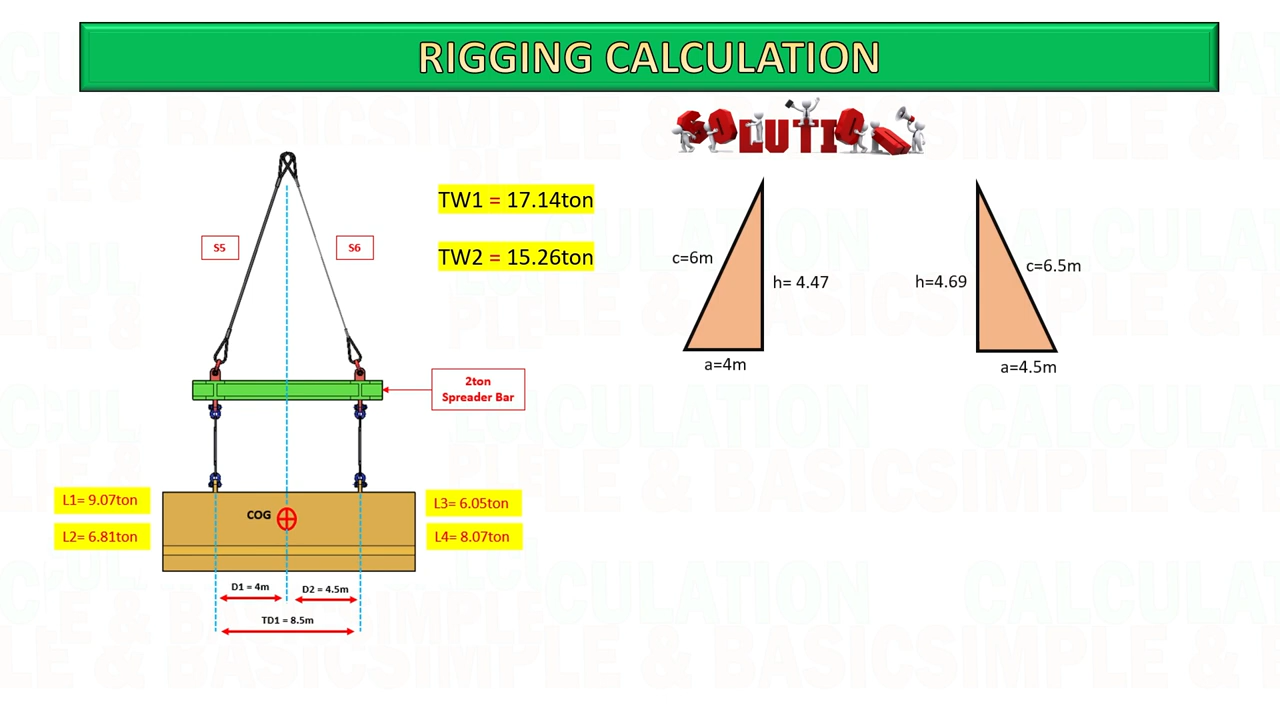 RIGGING CALCULATION
SOLUTION
TW1 = 17.14ton
TW2 = 15.26ton
S5
S6
c=6m
h= 4.47
a=4m
h=4.69
c=6.5m
a=4.5m
2ton
Spreader Bar
L1= 9.07ton
L2= 6.81ton
L3= 6.05ton
L4= 8.07ton
COG
D1 = 4m
D2 = 4.5m
TD1 = 8.5m